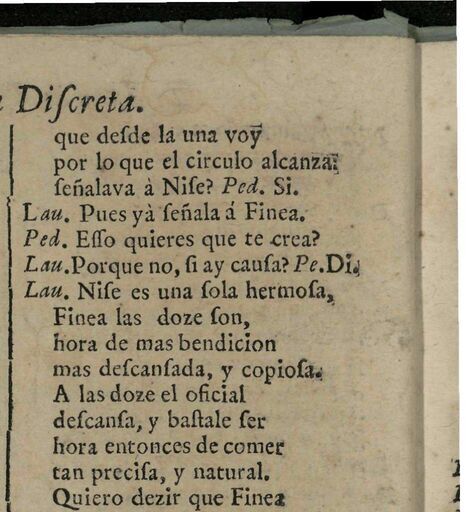 Discreta.
que desde la una voy
por lo que el circulo alcanza:
señalava à Nise? Ped. Si.
Lau. Pues yà señala á Finea.
Ped. Esso quieres que te crea?
Lau. Porque no, si ay causa? Pe. Di.
Lau. Nise es una sola hermosa,
Finea las doze son,
hora de mas bendicion
mas descansada, y copiosa.
A las doze el oficial
descansa, y bastale ser
hora entonces de comer
tan precisa, y natural.
Quiero dezir que Finea